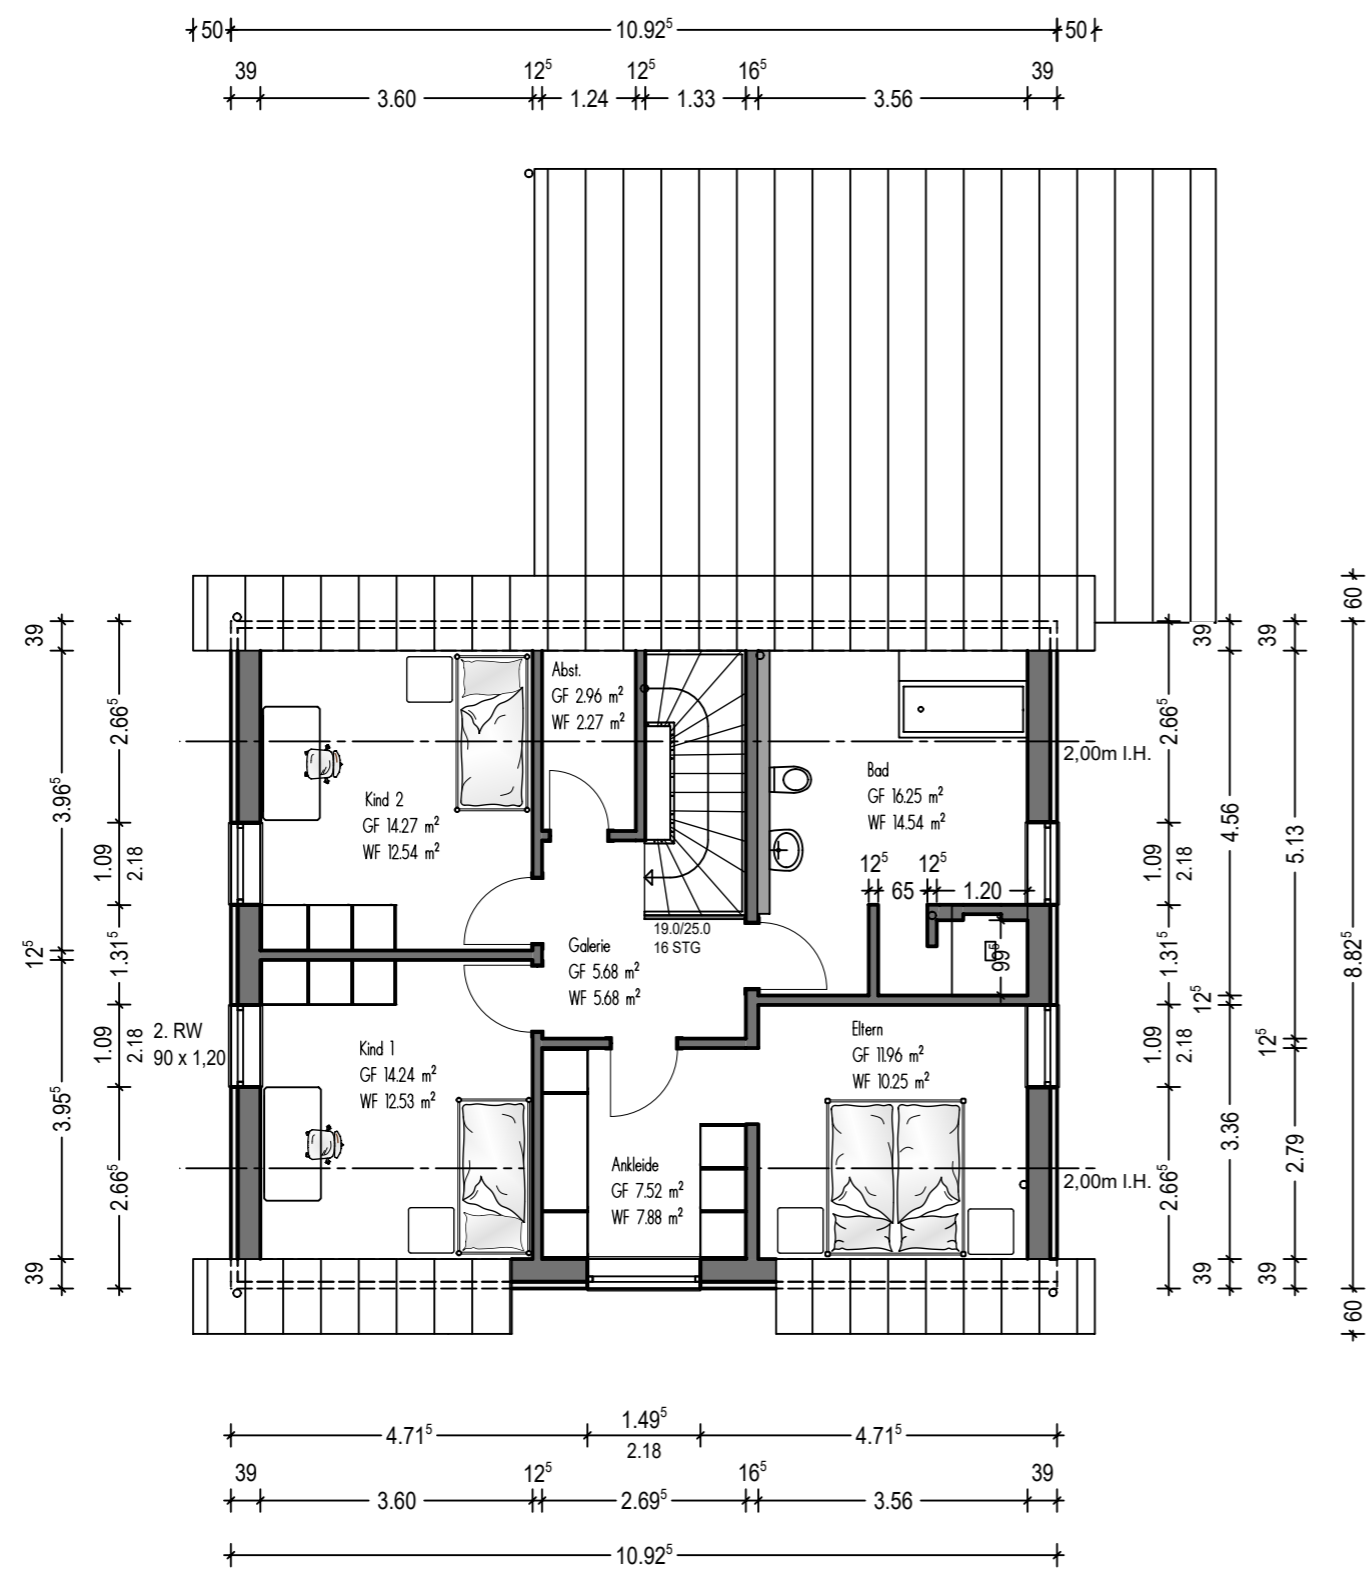 50 10.92⁵ 50
39 12⁵ 12⁵ 16⁵ 39
3.60 1.24 1.33 3.56
Abst.
GF 2.96 m²
WF 2.27 m²
Kind 2
GF 14.27 m²
WF 12.54 m²
Bad
GF 16.25 m²
WF 14.54 m²
2,00m l.H.
12⁵ 12⁵
65 1.20
99⁵
19.0/25.0
16 STG
Galerie
GF 5.68 m²
WF 5.68 m²
2. RW
90 x 1,20
Kind 1
GF 14.24 m²
WF 12.53 m²
Eltern
GF 11.96 m²
WF 10.25 m²
Ankleide
GF 7.52 m²
WF 7.88 m²
2,00m l.H.
39 3.96⁵ 12⁵ 3.95⁵ 39
2.66⁵ 1.09 1.31⁵ 1.09 2.66⁵
2.18 2.18
2.66⁵ 1.09 1.31⁵ 1.09 2.66⁵
2.18 2.18
39 4.56 12⁵ 3.36 39
39 5.13 12⁵ 2.79 39
60 8.82⁵ 60
4.71⁵ 1.49⁵ 4.71⁵
2.18
39 12⁵ 16⁵ 39
3.60 2.69⁵ 3.56
10.92⁵